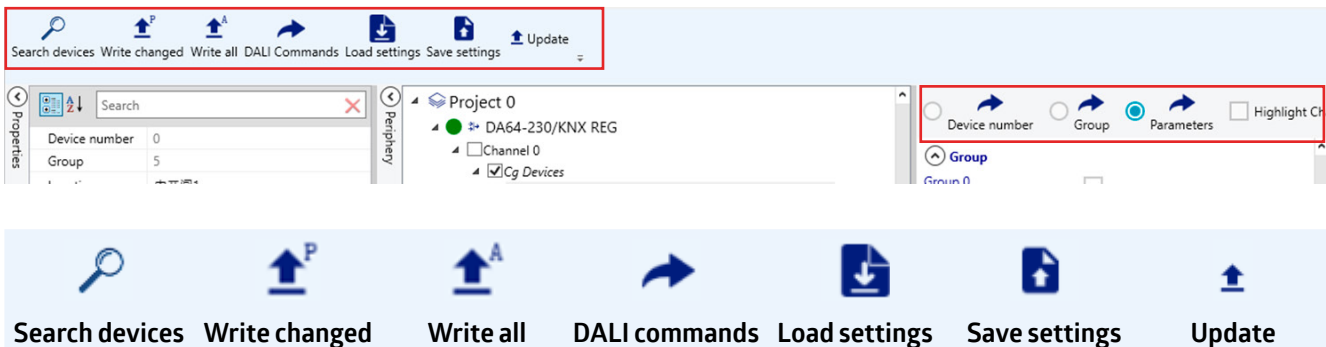 Search devices Write changed Write all DALI Commands Load settings Save settings Update
P A
Properties
Search
Device number 0
Group 5
Periphery
Project 0
DA64-230/KNX REG
Channel 0
Cg Devices
Device number Group Parameters Highlight Ch
Group
Group 0
P A
Search devices Write changed Write all DALI commands Load settings Save settings Update